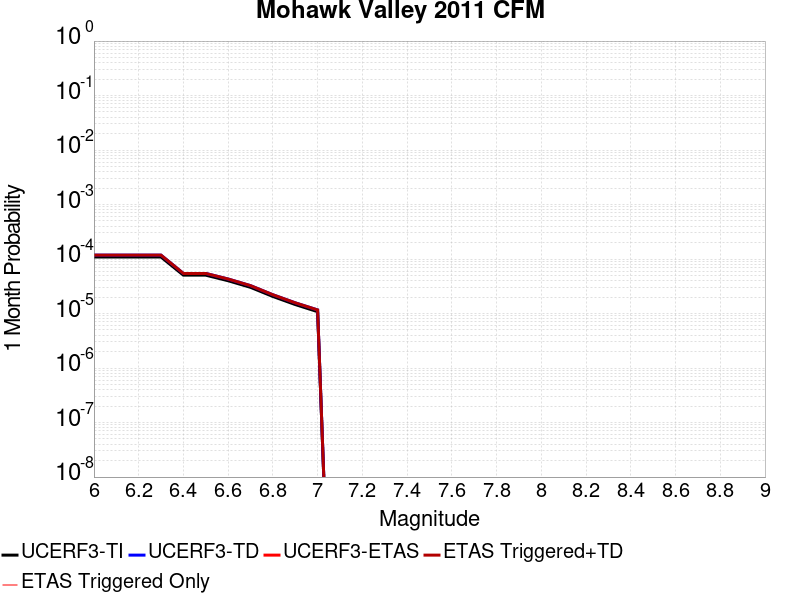 Mohawk Valley 2011 CFM
10^0
10^-1
10^-2
10^-3
10^-4
10^-5
10^-6
10^-7
10^-8
1 Month Probability
6 6.2 6.4 6.6 6.8 7 7.2 7.4 7.6 7.8 8 8.2 8.4 8.6 8.8 9
Magnitude
UCERF3-TI UCERF3-TD UCERF3-ETAS ETAS Triggered+TD
ETAS Triggered Only